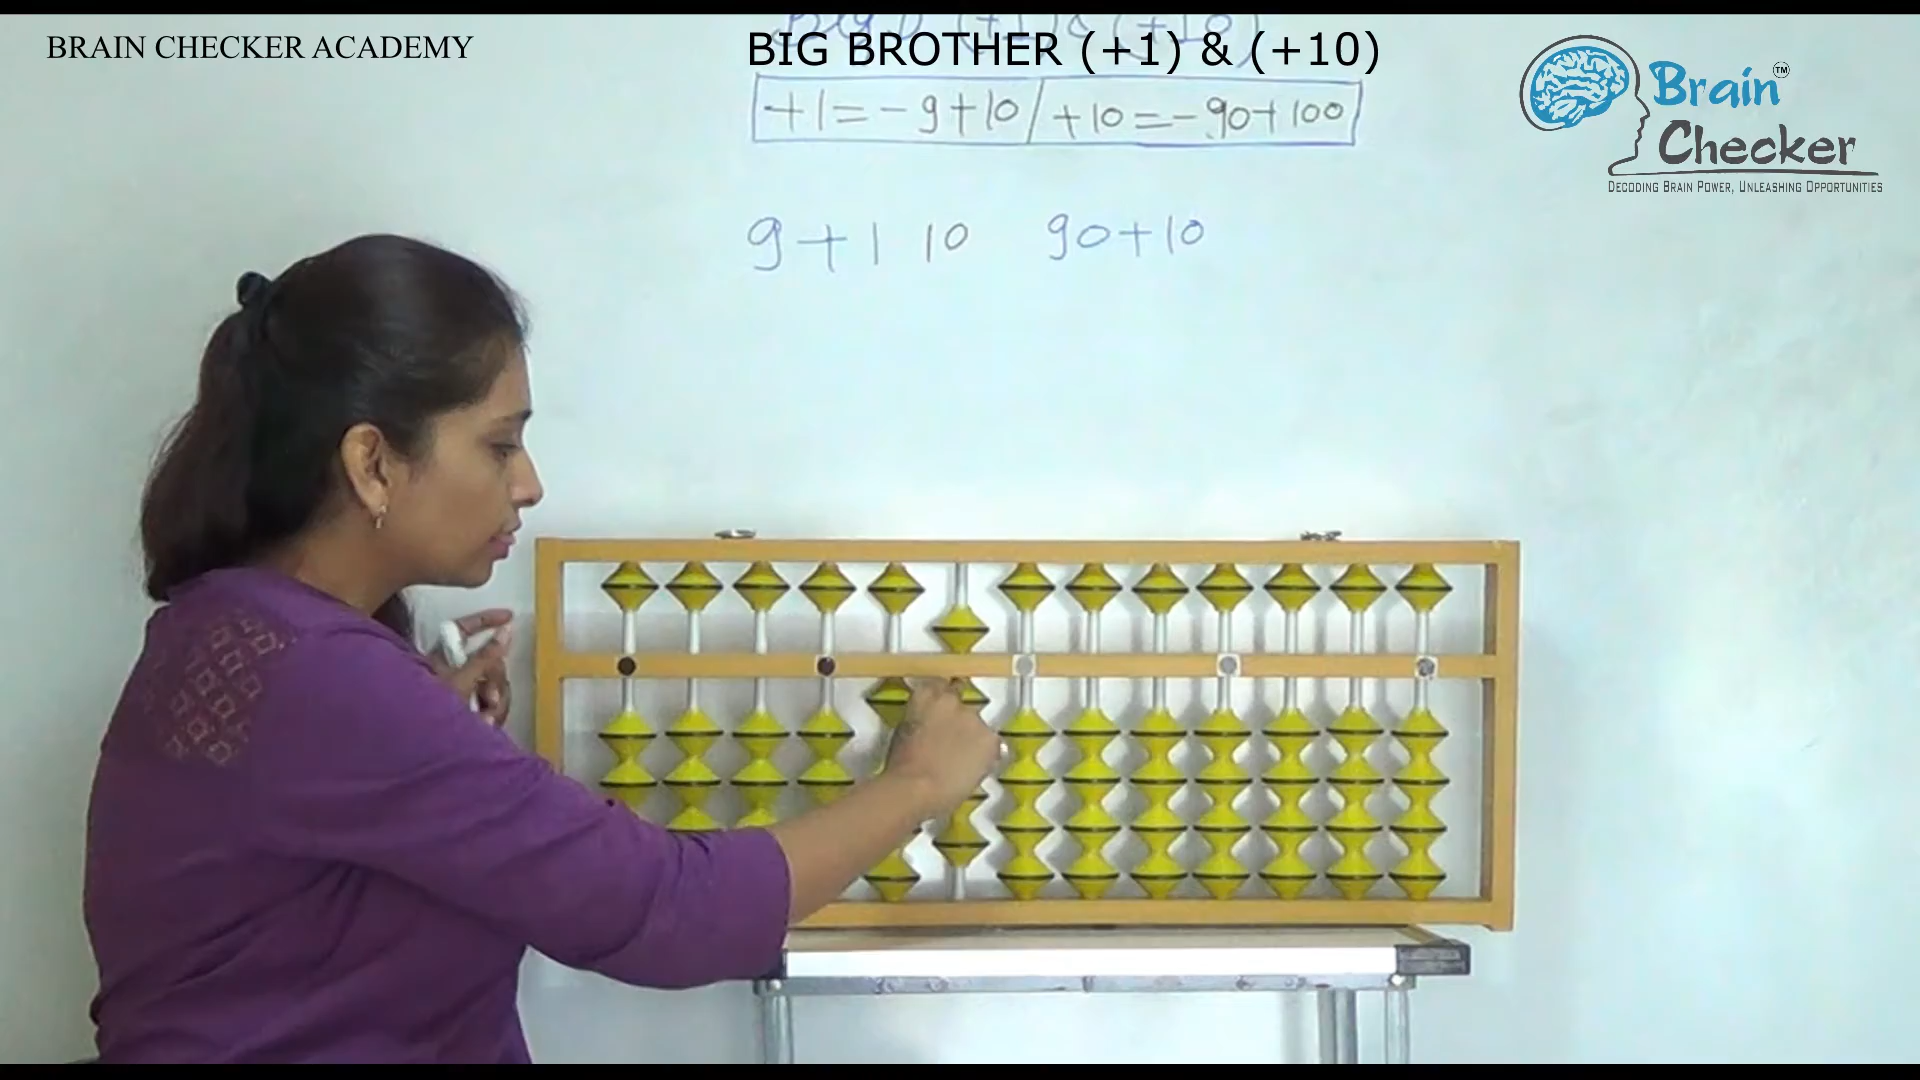 BRAIN CHECKER ACADEMY
BIG BROTHER (+1) & (+10)
+1=-9+10/+10=-90+100
9+1 10 90+10
Brain™
Checker
DECODING BRAIN POWER, UNLEASHING OPPORTUNITIES